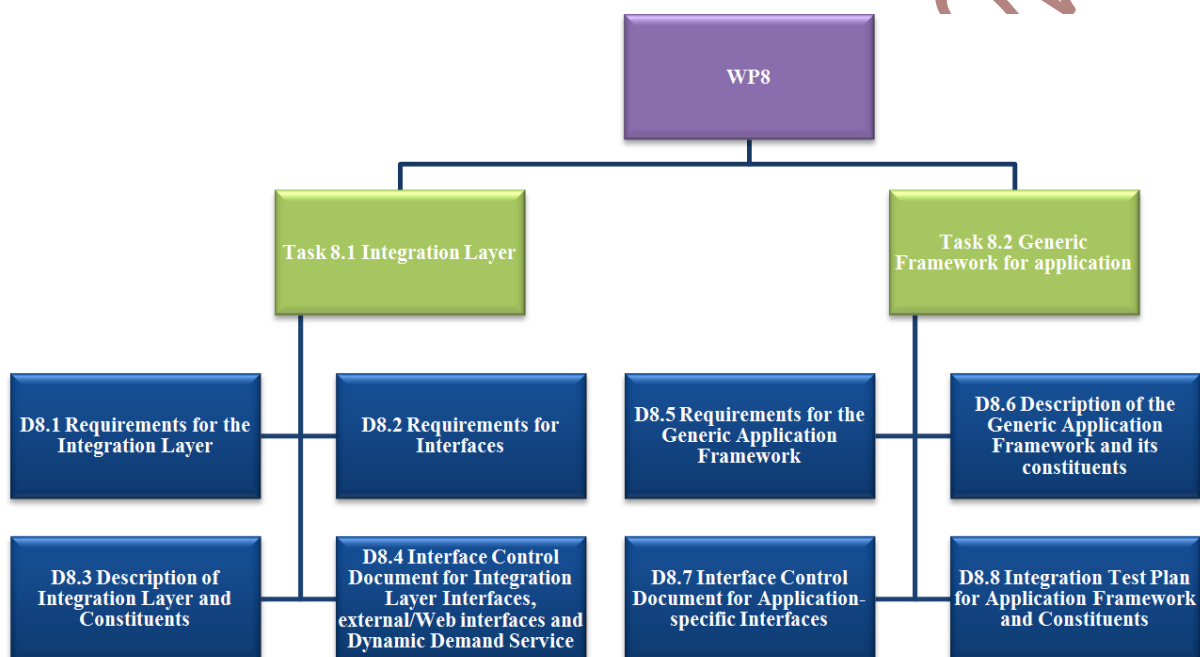 WP8
Task 8.1 Integration Layer
Task 8.2 Generic
Framework for application
D8.1 Requirements for the
Integration Layer
D8.2 Requirements for
Interfaces
D8.5 Requirements for the
Generic Application
Framework
D8.6 Description of the
Generic Application
Framework and its
constituents
D8.3 Description of
Integration Layer and
Constituents
D8.4 Interface Control
Document for Integration
Layer Interfaces,
external/Web interfaces and
Dynamic Demand Service
D8.7 Interface Control
Document for Application-
specific Interfaces
D8.8 Integration Test Plan
for Application Framework
and Constituents